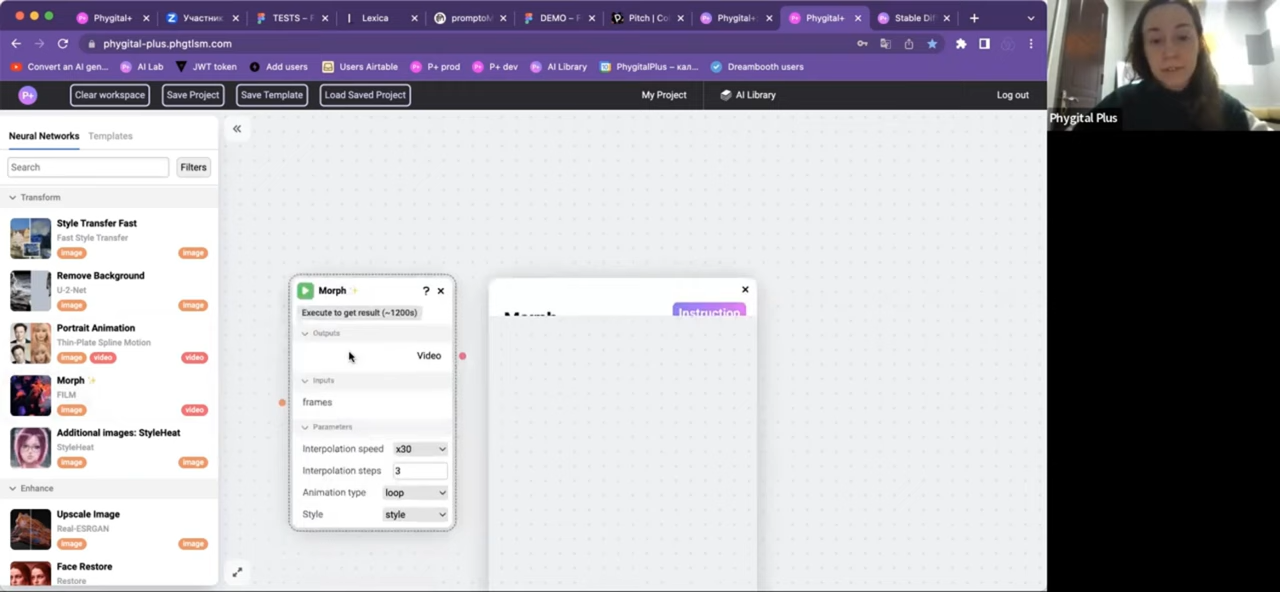 Phygital+
Участник
TESTS – F
Lexica
prompto
DEMO – F
Pitch | Co
Phygital+
Phygital+
Stable Dif
phygital-plus.phgtlsm.com
Convert an AI gen...
AI Lab
JWT token
Add users
Users Airtable
P+ prod
P+ dev
AI Library
PhygitalPlus – кал...
Dreambooth users
P+
Clear workspace
Save Project
Save Template
Load Saved Project
My Project
AI Library
Log out
Phygital Plus
Neural Networks
Templates
Search
Filters
Transform
Style Transfer Fast
Fast Style Transfer
image
image
Remove Background
U-2-Net
image
image
Portrait Animation
Thin-Plate Spline Motion
image
video
video
Morph
FILM
image
video
Additional images: StyleHeat
StyleHeat
image
image
Enhance
Upscale Image
Real-ESRGAN
image
image
Face Restore
Restore
Morph
?
Execute to get result (~1200s)
Outputs
Video
Inputs
frames
Parameters
Interpolation speed
x30
Interpolation steps
3
Animation type
loop
Style
style
Morph
Instruction